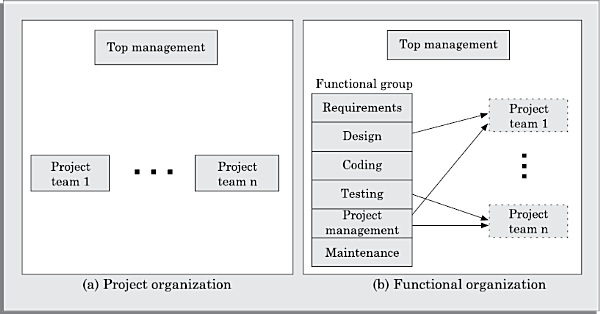 Top management
Project
team 1
Project
team n
(a) Project organization
Top management
Functional group
Requirements
Design
Coding
Testing
Project
management
Maintenance
Project
team 1
Project
team n
(b) Functional organization